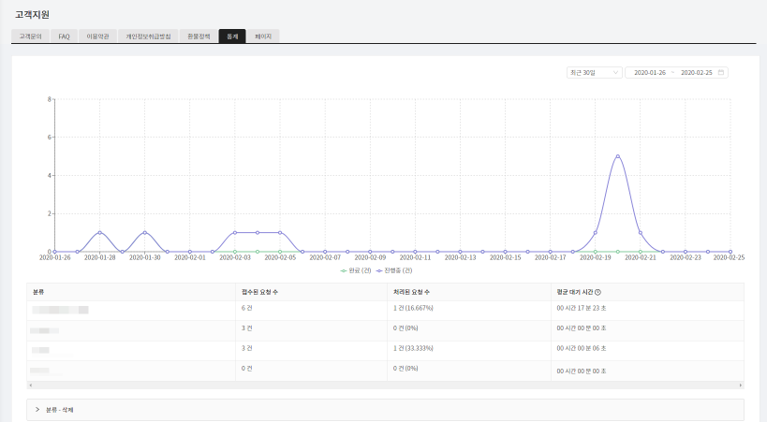 고객지원
고객문의 FAQ 이용약관 개인정보취급방침 환불정책 통계 페이지
최근 30일 2020-01-26 ~ 2020-02-25
8
6
4
2
0
2020-01-26 2020-01-28 2020-01-30 2020-02-01 2020-02-03 2020-02-05 2020-02-07 2020-02-09 2020-02-11 2020-02-13 2020-02-15 2020-02-17 2020-02-19 2020-02-21 2020-02-23 2020-02-25
완료 (건) 진행중 (건)
분류 접수된 요청 수 처리된 요청 수 평균 대기 시간
6 건 1 건(16.667%) 00 시간 17 분 23 초
3 건 0 건(0%) 00 시간 00 분 00 초
3 건 1 건(33.333%) 00 시간 00 분 06 초
0 건 0 건(0%) 00 시간 00 분 00 초
분류 - 삭제